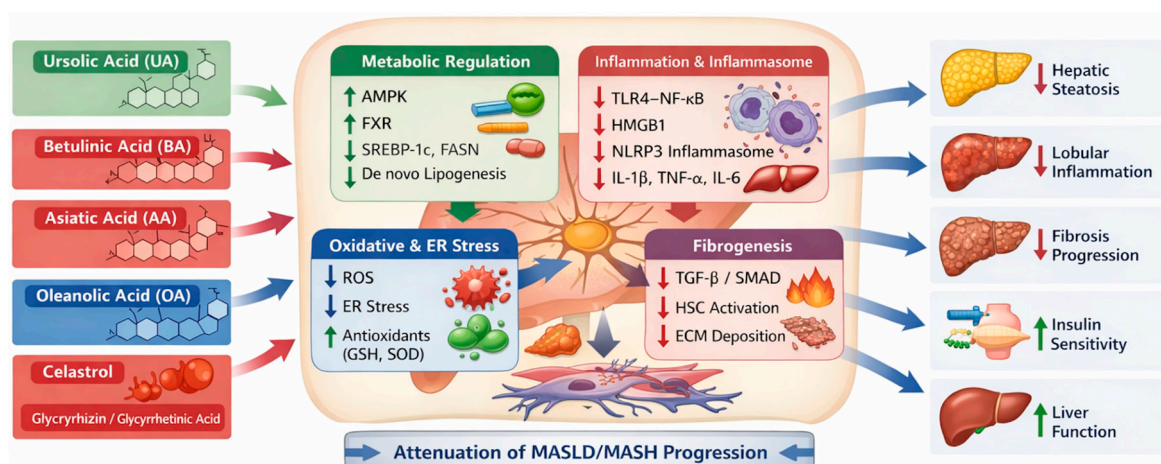 Ursolic Acid (UA)
Betulinic Acid (BA)
Asiatic Acid (AA)
Oleanolic Acid (OA)
Celastrol
Glycryrhizin / Glycyrrhetinic Acid
Metabolic Regulation
AMPK
FXR
SREBP-1c, FASN
De novo Lipogenesis
Inflammation & Inflammasome
TLR4–NF-κB
HMGB1
NLRP3 Inflammasome
IL-1β, TNF-α, IL-6
Oxidative & ER Stress
ROS
ER Stress
Antioxidants
(GSH, SOD)
Fibrogenesis
TGF-β / SMAD
HSC Activation
ECM Deposition
Attenuation of MASLD/MASH Progression
Hepatic
Steatosis
Lobular
Inflammation
Fibrosis
Progression
Insulin
Sensitivity
Liver
Function